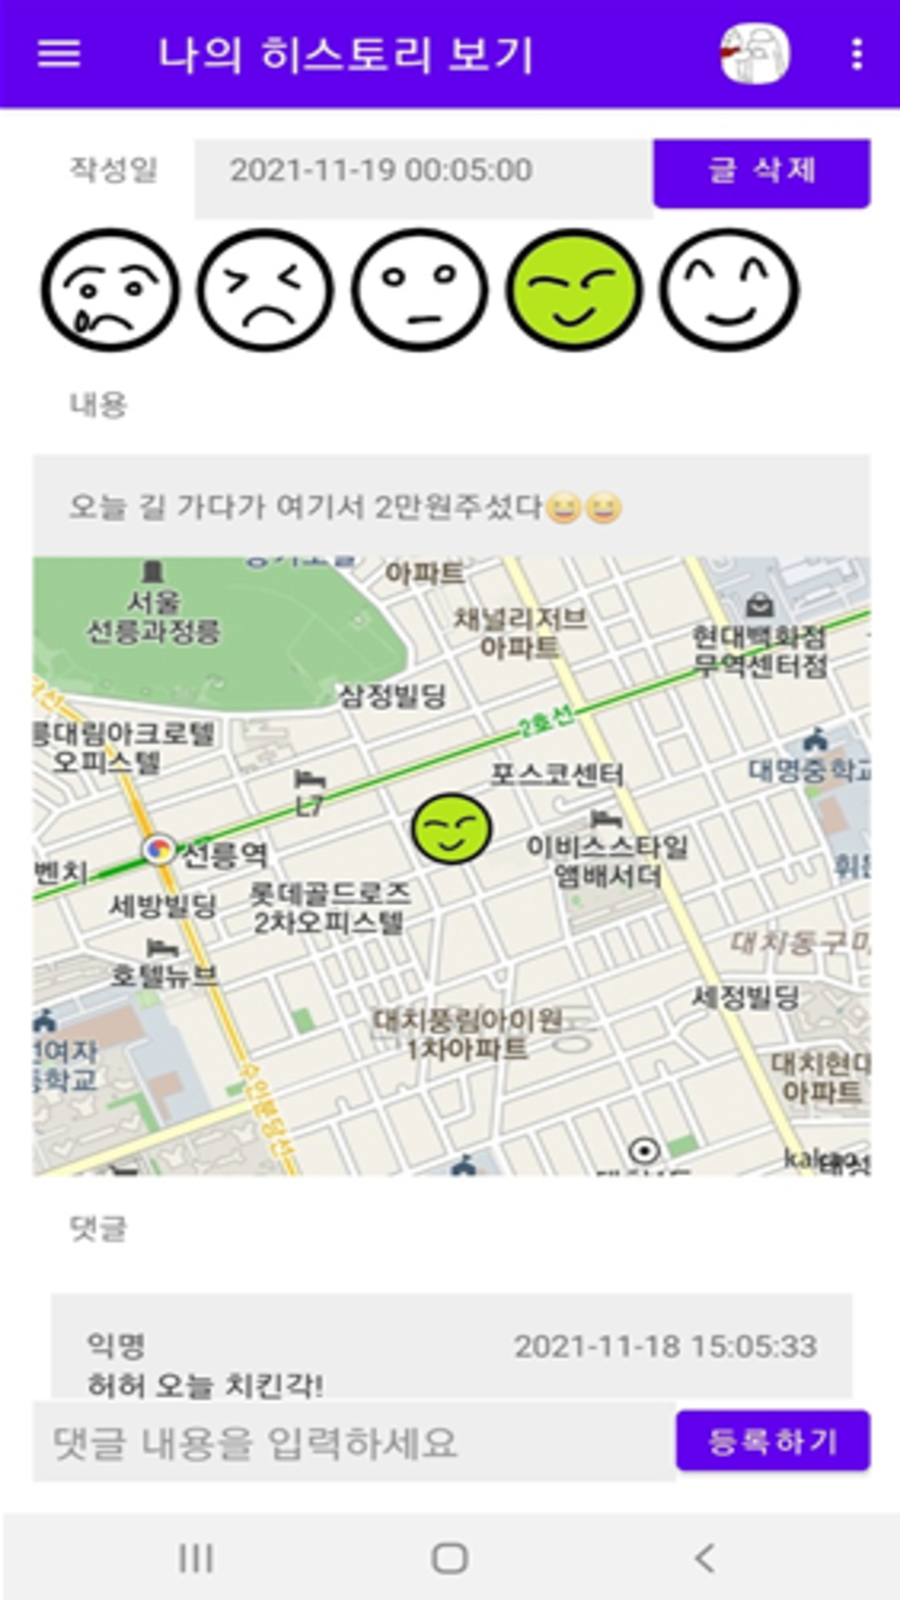 나의 히스토리 보기
작성일
2021-11-19 00:05:00
글 삭제
내용
오늘 길 가다가 여기서 2만원주섰다😀😀
아파트
서울
선릉과정릉
채널리저브
아파트
현대백화점
무역센터점
삼정빌딩
2호선
릉대림아크로텔
오피스텔
포스코센터
대명중학교
L7
선릉역
이비스스타일
앰배서더
벤치
세방빌딩
롯데골드로즈
2차오피스텔
호텔뉴브
대치동구마
세정빌딩
대치풍림아이원
1차아파트
여자
학교
대치현대
아파트
수인분당선
kakao
댓글
익명
2021-11-18 15:05:33
허허 오늘 치킨각!
댓글 내용을 입력하세요
등록하기